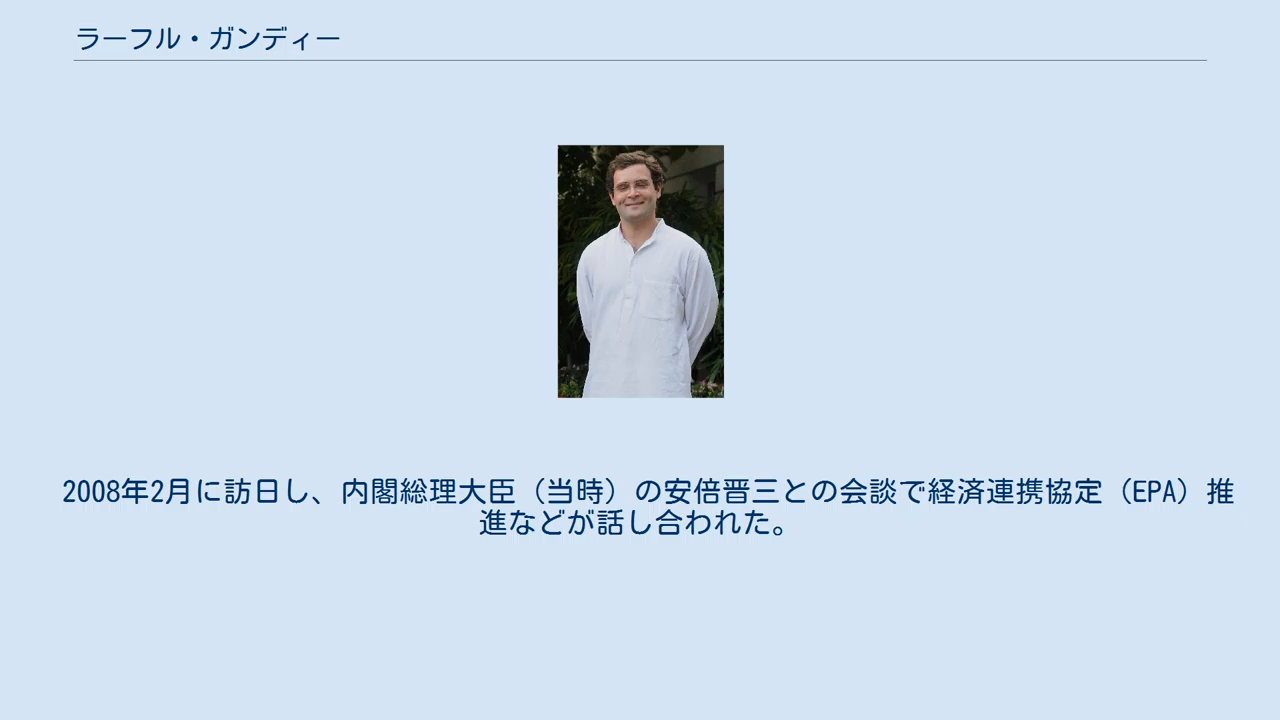 ラーフル・ガンディー
2008年2月に訪日し、内閣総理大臣（当時）の安倍晋三との会談で経済連携協定（EPA）推
進などが話し合われた。